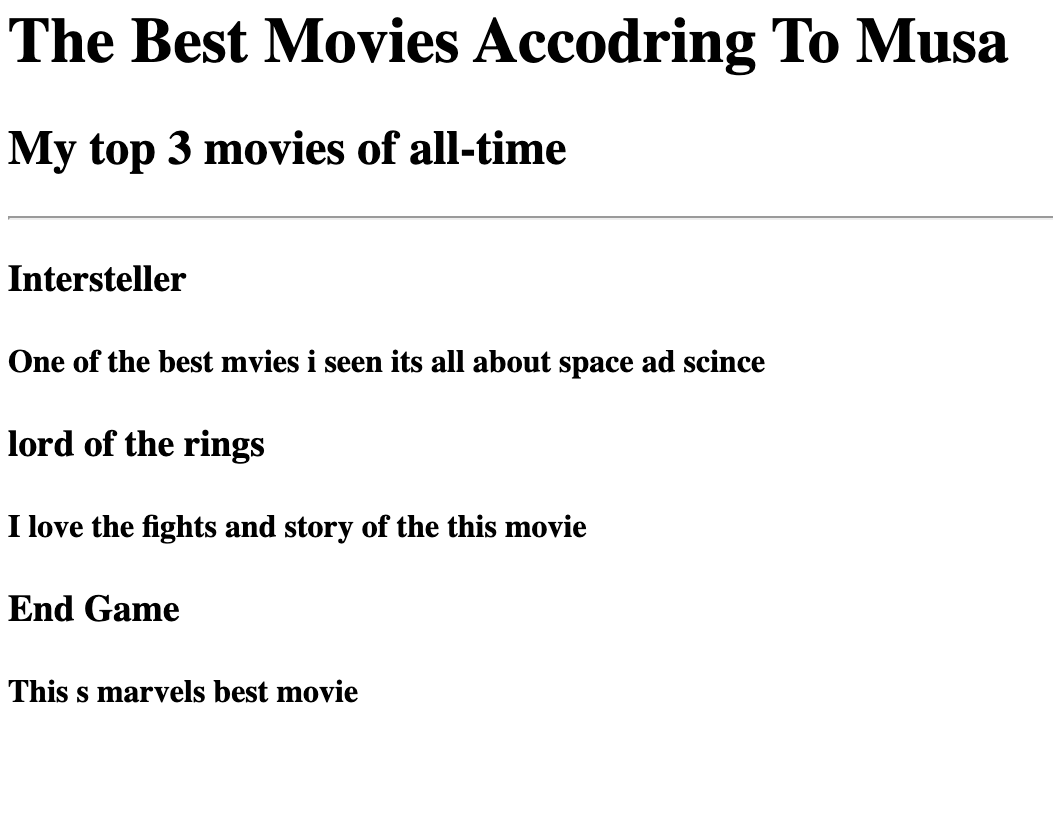 The Best Movies Accodring To Musa
My top 3 movies of all-time
Intersteller
One of the best mvies i seen its all about space ad scince
lord of the rings
I love the fights and story of the this movie
End Game
This s marvels best movie